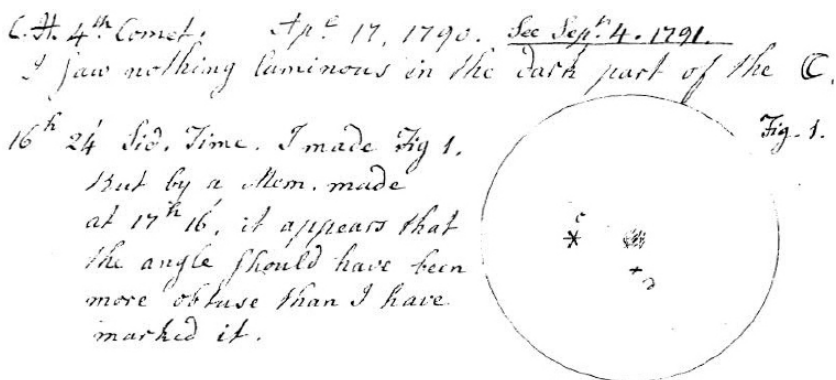 C.H. 4th Comet. Apl 17, 1790. See Sepr. 4. 1791.
I saw nothing luminous in the dark part of the ☾.
16h 24' Sid. Time. I made Fig 1.
But by a Mem. made
at 17h 16', it appears that
the angle should have been
more obtuse than I have
marked it.
Fig. 1.
c